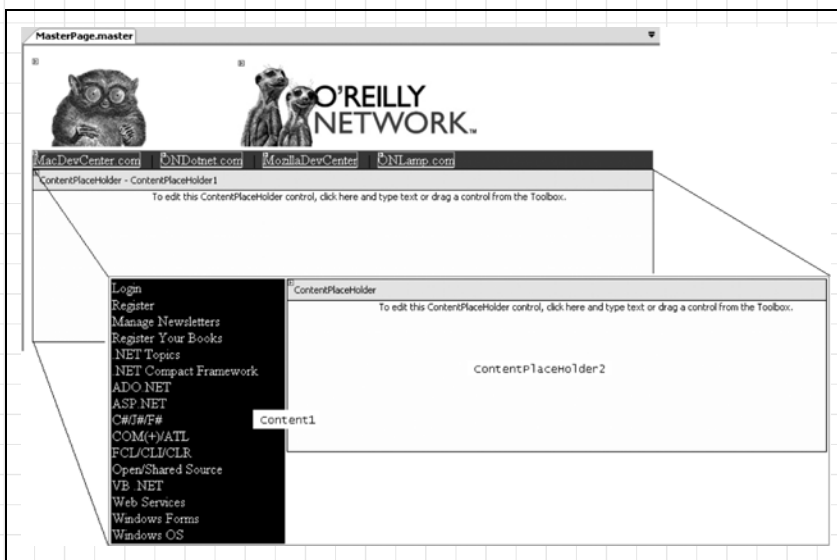 MasterPage.master
O'REILLY
NETWORK™
MacDevCenter.com | ONDotnet.com | MozillaDevCenter | ONLamp.com
ContentPlaceHolder - ContentPlaceHolder1
To edit this ContentPlaceHolder control, click here and type text or drag a control from the Toolbox.
Login
Register
Manage Newsletters
Register Your Books
.NET Topics
.NET Compact Framework
ADO.NET
ASP.NET
C#/J#/F#
COM(+)/ATL
FCL/CLI/CLR
Open/Shared Source
VB .NET
Web Services
Windows Forms
Windows OS
Content1
ContentPlaceHolder
To edit this ContentPlaceHolder control, click here and type text or drag a control from the Toolbox.
ContentPlaceHolder2